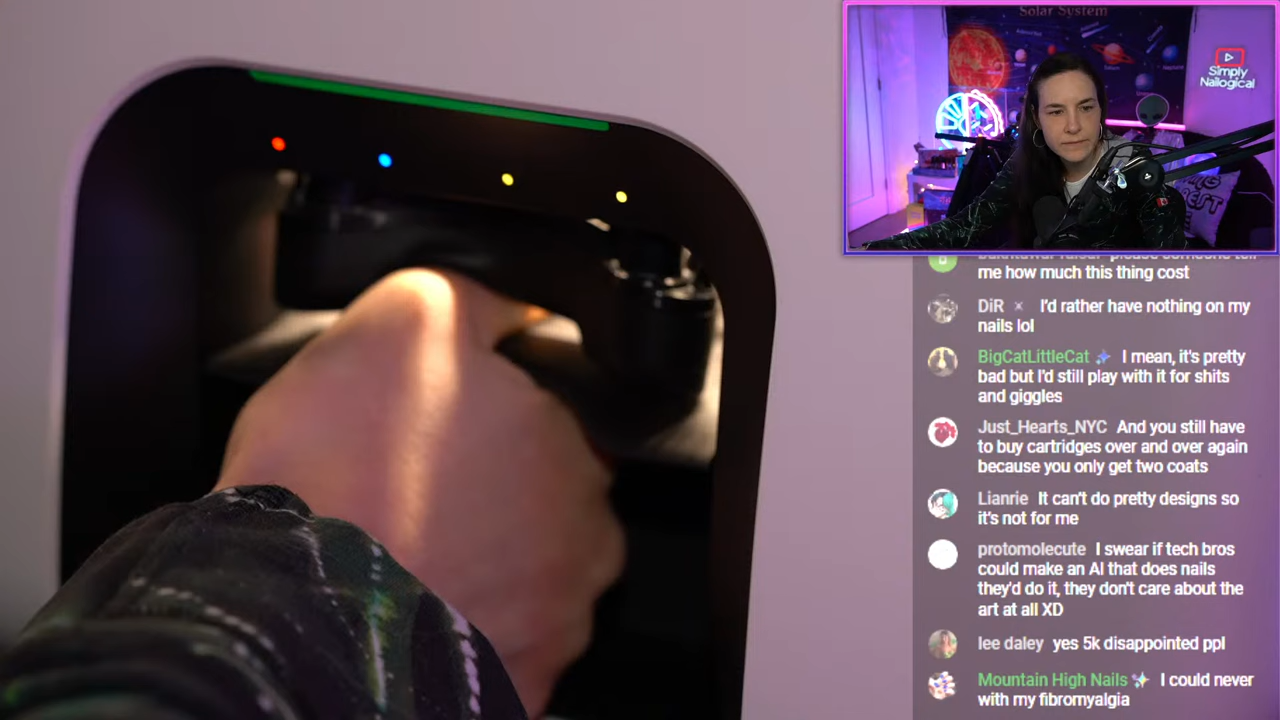 Solar System
Simply
Nailogical
me how much this thing cost
DiR I'd rather have nothing on my
nails lol
BigCatLittleCat I mean, it's pretty
bad but I'd still play with it for shits
and giggles
Just_Hearts_NYC And you still have
to buy cartridges over and over again
because you only get two coats
Lianrie It can't do pretty designs so
it's not for me
protomolecute I swear if tech bros
could make an AI that does nails
they'd do it, they don't care about the
art at all XD
lee daley yes 5k disappointed ppl
Mountain High Nails I could never
with my fibromyalgia